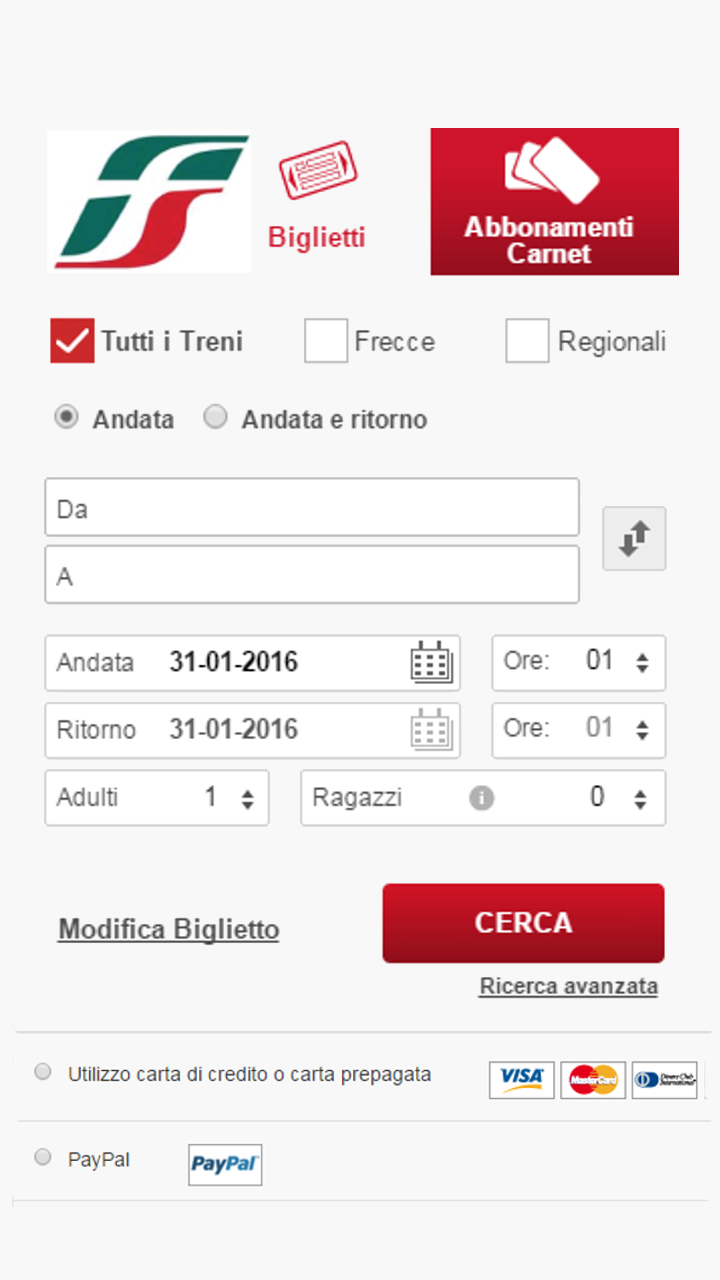 Biglietti
Abbonamenti
Carnet
Tutti i Treni
Frecce
Regionali
Andata
Andata e ritorno
Da
A
Andata 31-01-2016
Ore: 01
Ritorno 31-01-2016
Ore: 01
Adulti 1
Ragazzi i 0
Modifica Biglietto
CERCA
Ricerca avanzata
Utilizzo carta di credito o carta prepagata
VISA
MasterCard
Diners Club
International
PayPal
PayPal